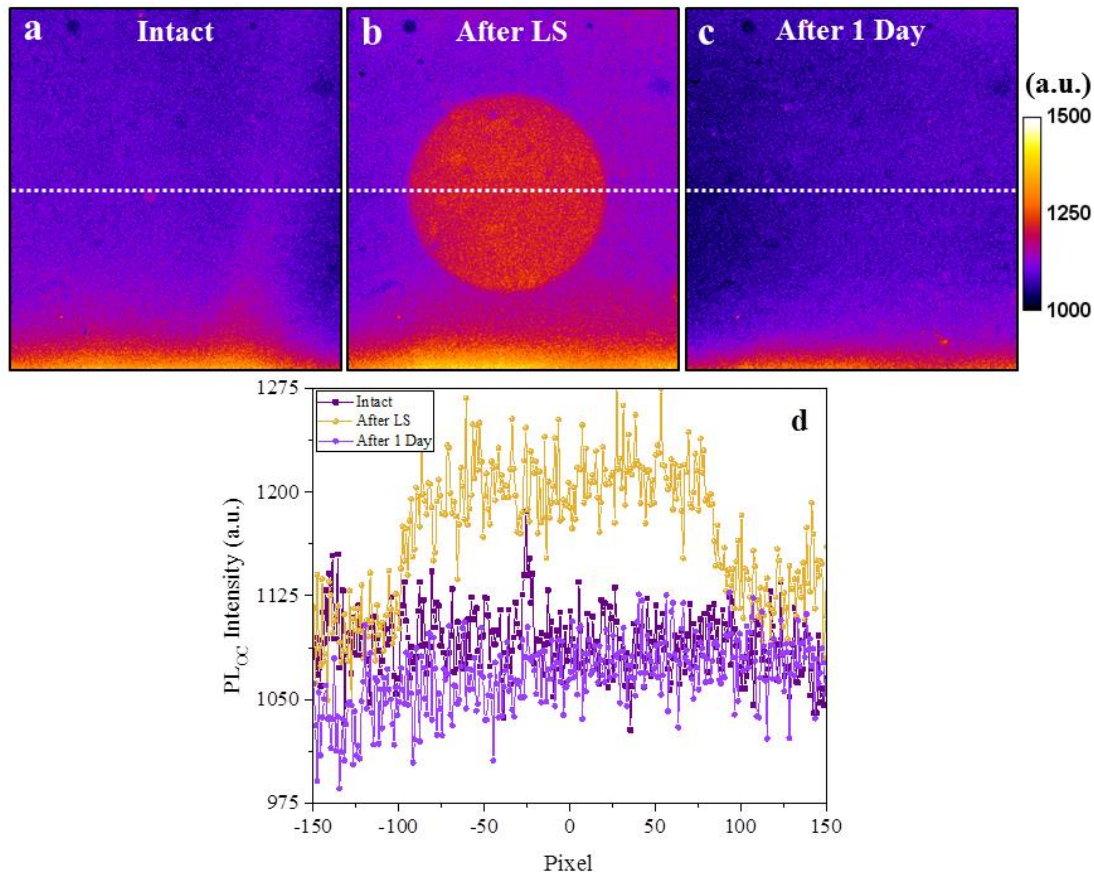 a Intact
b After LS
c After 1 Day
(a.u.)
1500
1250
1000
d
Intact
After LS
After 1 Day
1275
1200
1125
1050
975
PL_OC Intensity (a.u.)
-150 -100 -50 0 50 100 150
Pixel